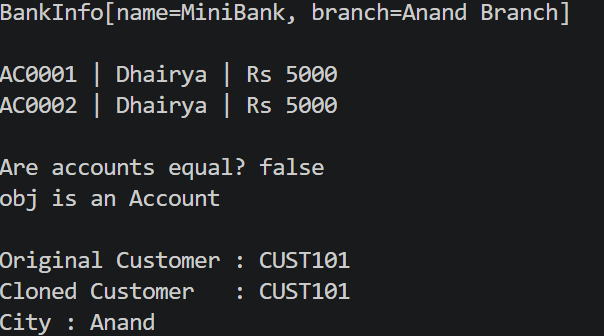 BankInfo[name=MiniBank, branch=Anand Branch]
AC0001 | Dhairya | Rs 5000
AC0002 | Dhairya | Rs 5000
Are accounts equal? false
obj is an Account
Original Customer : CUST101
Cloned Customer   : CUST101
City : Anand